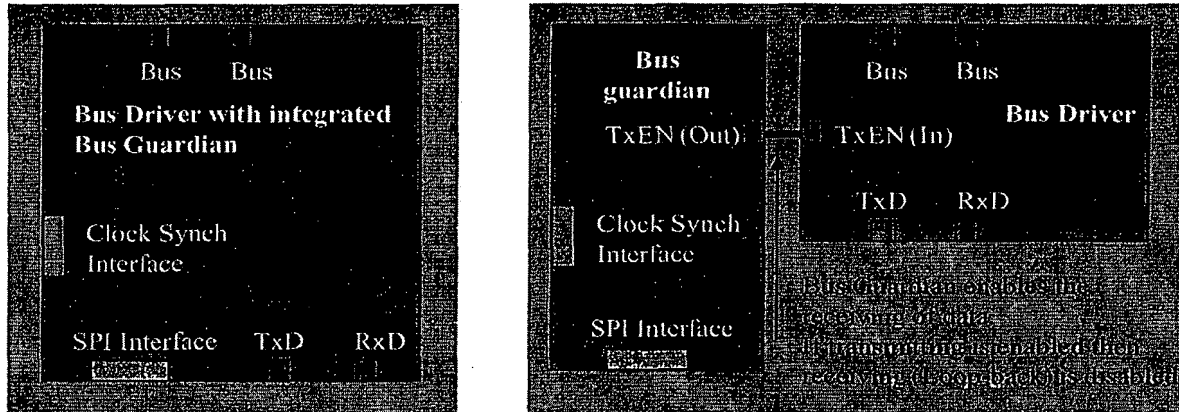 Bus Bus
Bus Driver with integrated
Bus Guardian
Clock Synch
Interface
SPI Interface TxD RxD
Bus
guardian
TxEN (Out)
Clock Synch
Interface
SPI Interface
Bus Bus
Bus Driver
TxEN (In)
TxD RxD
Bus Guardian enables the
receiving of data
If transmitting is enabled then
receiving (Loop back) is disabled